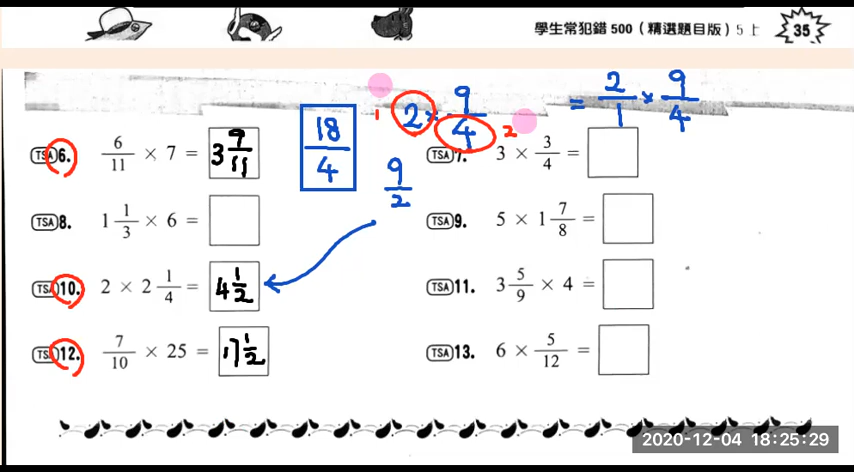 學生常犯錯 500（精選題目版）5 上 35
1 2 × 9/4 2 = 2/1 × 9/4
18/4
9/2
TSA 6. 6/11 × 7 = 3 9/11
TSA 7. 3 × 3/4 =
TSA 8. 1 1/3 × 6 =
TSA 9. 5 × 1 7/8 =
TSA 10. 2 × 2 1/4 = 4 1/2
TSA 11. 3 5/9 × 4 =
TSA 12. 7/10 × 25 = 17 1/2
TSA 13. 6 × 5/12 =
2020-12-04 18:25:29